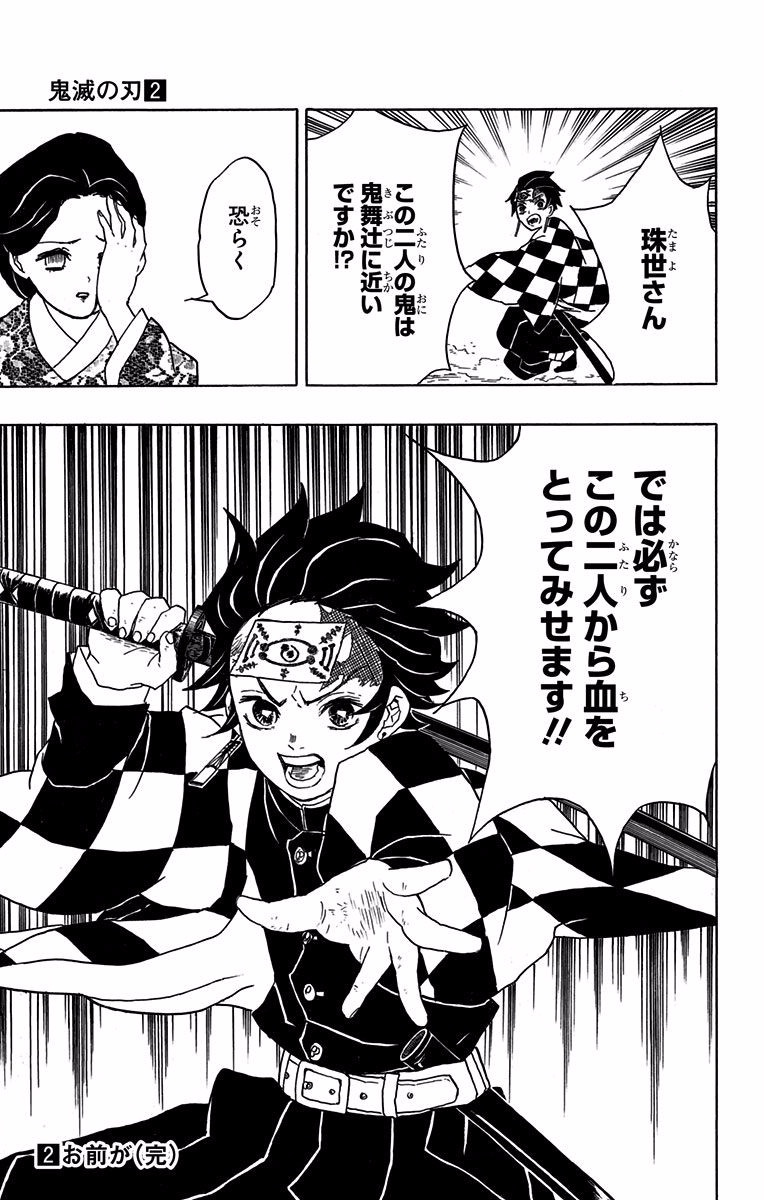 鬼滅の刃2
珠世さん
この二人の鬼は
鬼舞辻に近い
ですか!?
恐らく
では必ず
この二人から血を
とってみせます!!
2お前が(完)